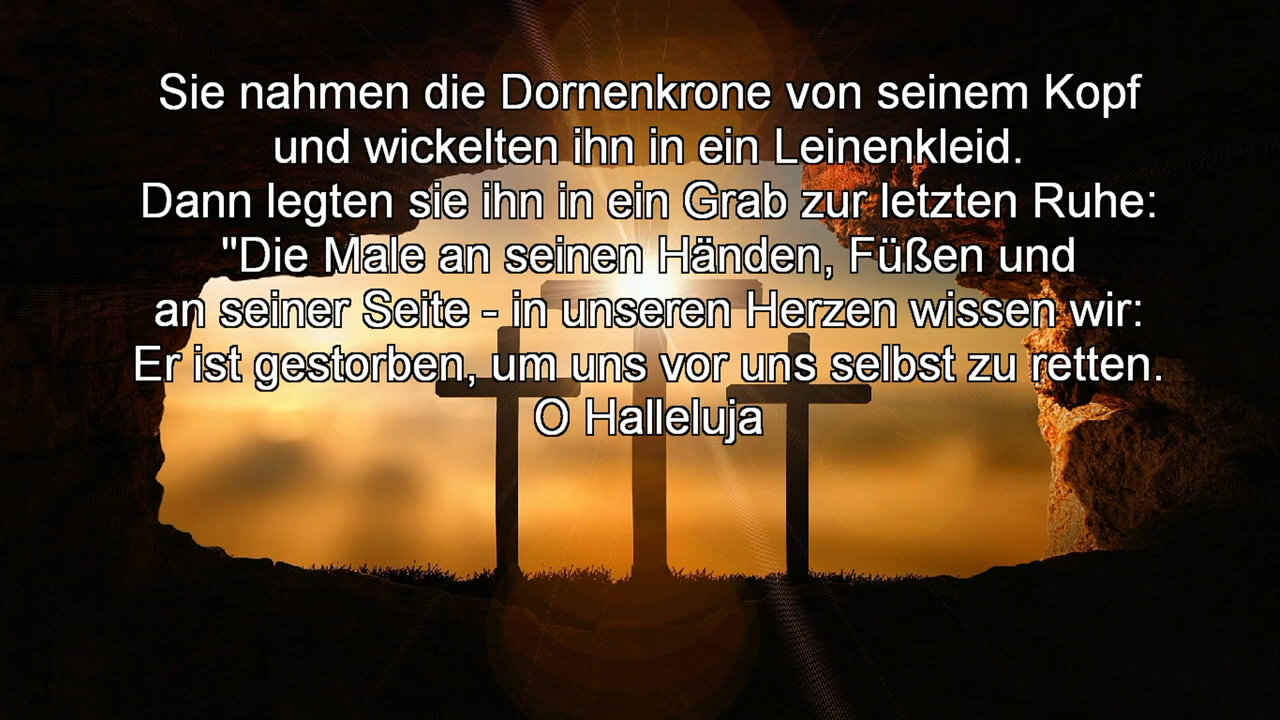 Sie nahmen die Dornenkrone von seinem Kopf
und wickelten ihn in ein Leinenkleid.
Dann legten sie ihn in ein Grab zur letzten Ruhe:
"Die Male an seinen Händen, Füßen und
an seiner Seite - in unseren Herzen wissen wir:
Er ist gestorben, um uns vor uns selbst zu retten.
O Halleluja